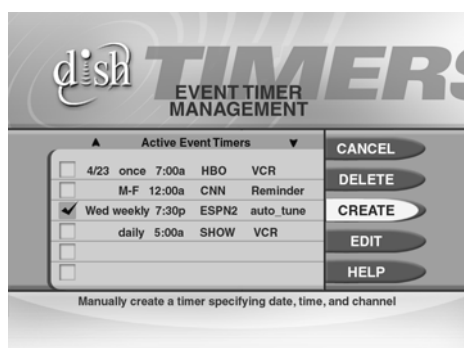 dish
TIMERS
EVENT TIMER
MANAGEMENT
Active Event Timers
4/23 once 7:00a HBO VCR
M-F 12:00a CNN Reminder
Wed weekly 7:30p ESPN2 auto_tune
daily 5:00a SHOW VCR
CANCEL
DELETE
CREATE
EDIT
HELP
Manually create a timer specifying date, time, and channel